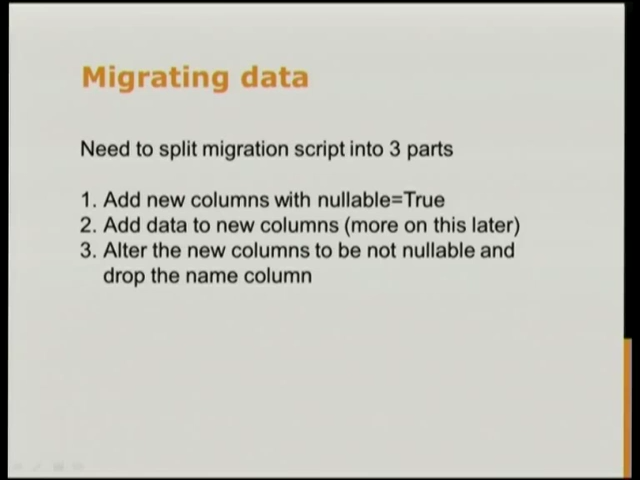 Migrating data
Need to split migration script into 3 parts
1. Add new columns with nullable=True
2. Add data to new columns (more on this later)
3. Alter the new columns to be not nullable and
drop the name column